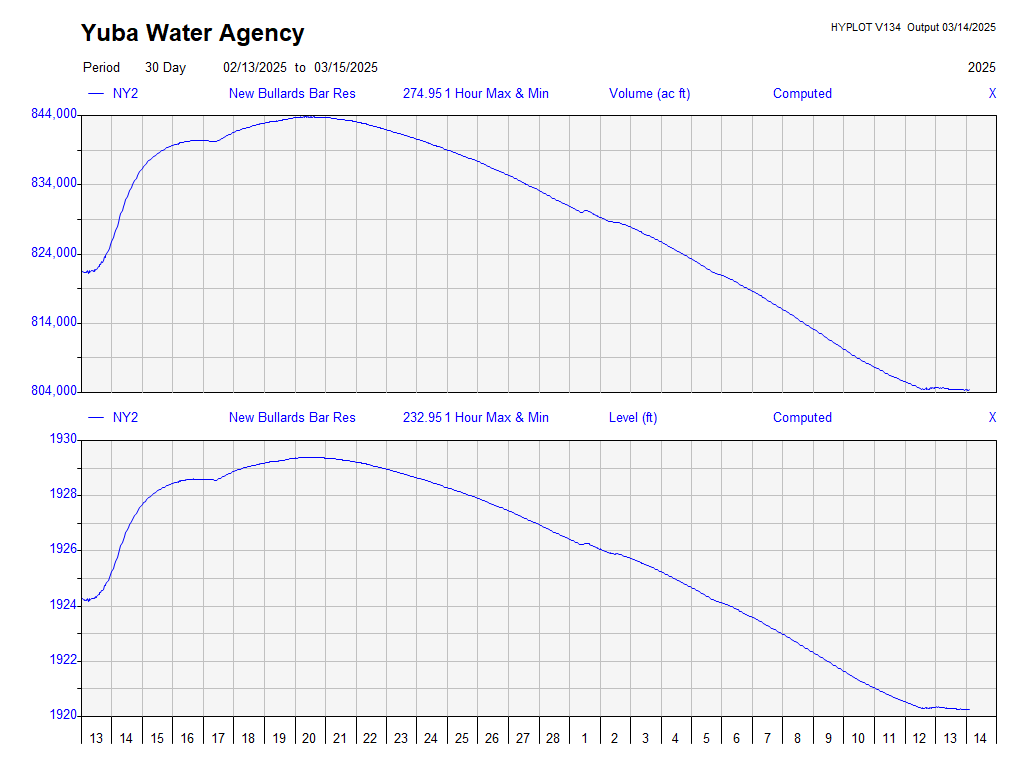 Yuba Water Agency
HYPLOT V134 Output 03/14/2025
Period 30 Day 02/13/2025 to 03/15/2025 2025
NY2 New Bullards Bar Res 274.95 1 Hour Max & Min Volume (ac ft) Computed X
844,000
834,000
824,000
814,000
804,000
NY2 New Bullards Bar Res 232.95 1 Hour Max & Min Level (ft) Computed X
1930
1928
1926
1924
1922
1920
13 14 15 16 17 18 19 20 21 22 23 24 25 26 27 28 1 2 3 4 5 6 7 8 9 10 11 12 13 14